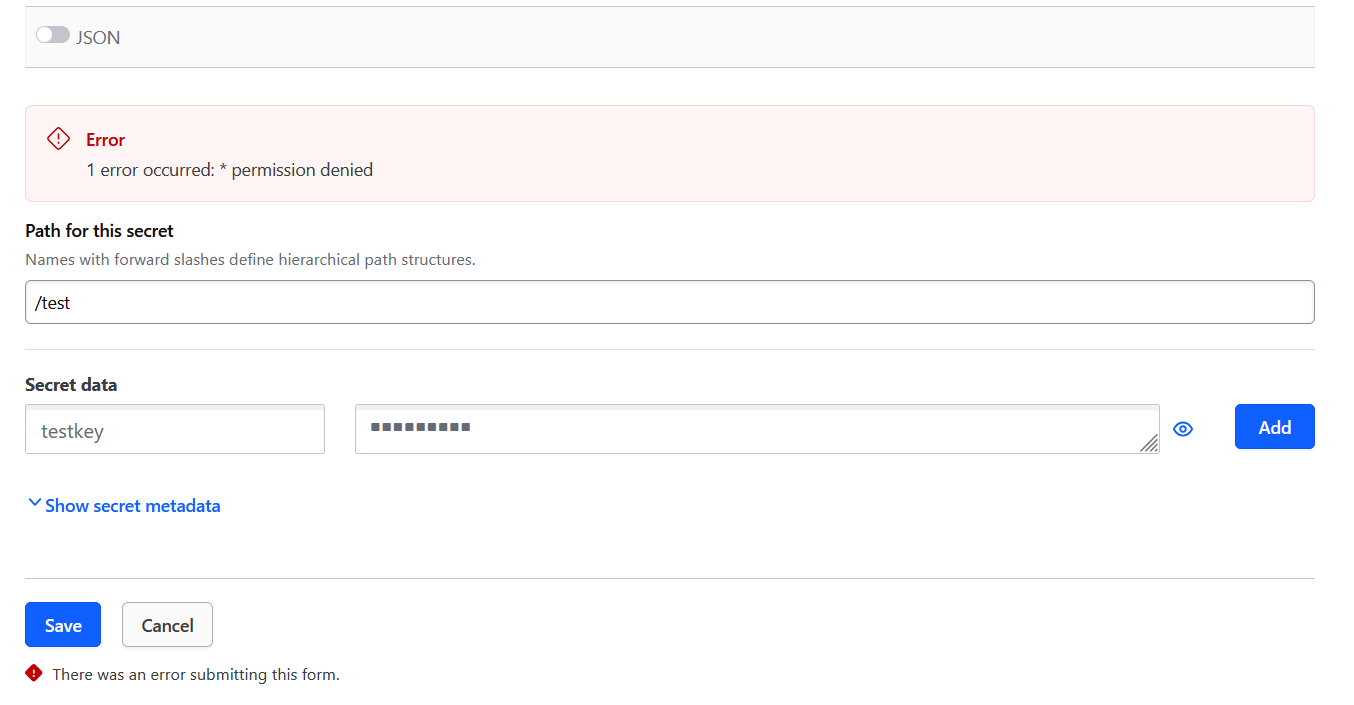 JSON
Error
1 error occurred: * permission denied
Path for this secret
Names with forward slashes define hierarchical path structures.
/test
Secret data
testkey
Add
Show secret metadata
Save Cancel
There was an error submitting this form.